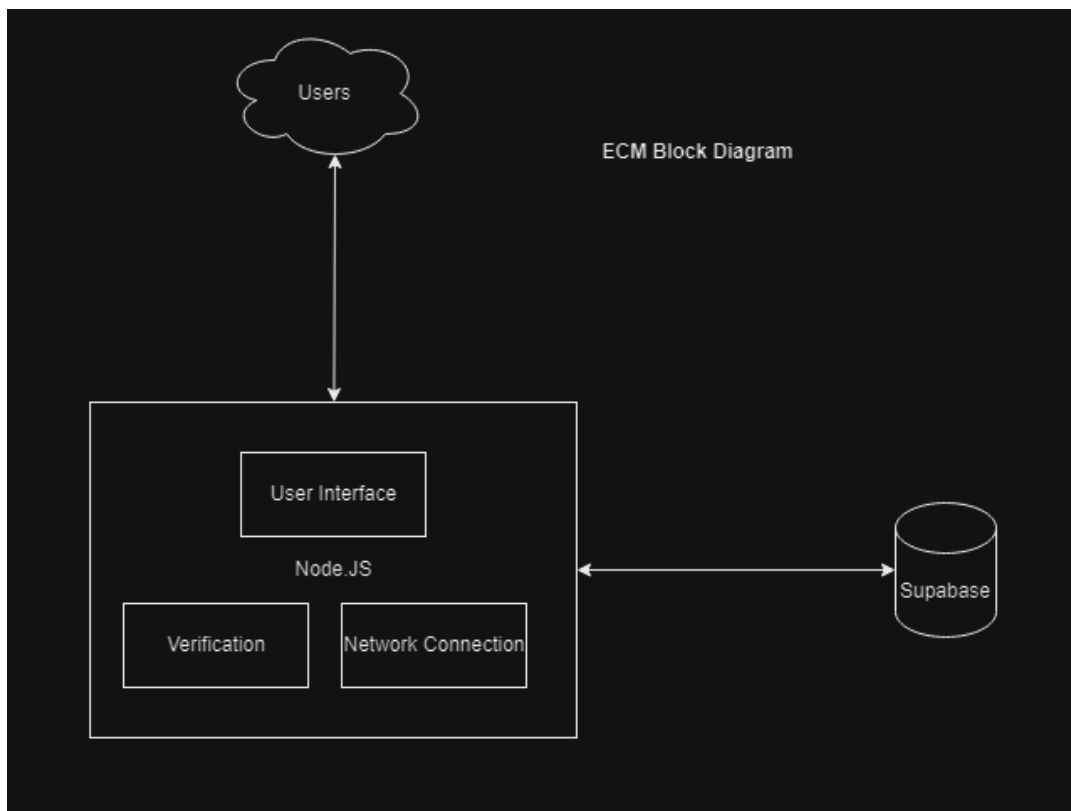 Users
ECM Block Diagram
User Interface
Node.JS
Verification
Network Connection
Supabase